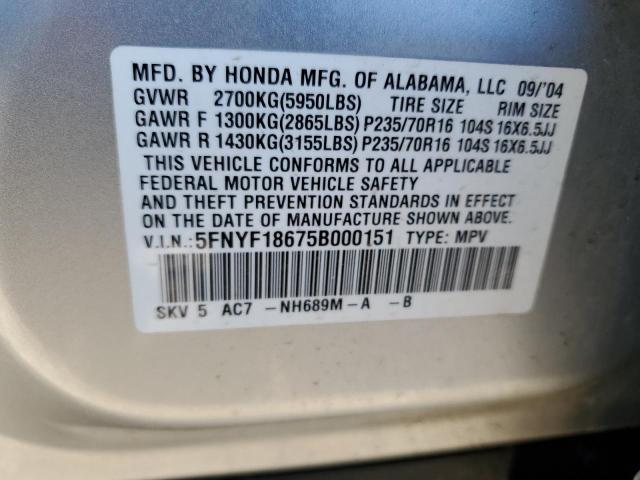 MFD. BY HONDA MFG. OF ALABAMA, LLC 09/'04
GVWR 2700KG(5950LBS) TIRE SIZE RIM SIZE
GAWR F 1300KG(2865LBS) P235/70R16 104S 16X6.5JJ
GAWR R 1430KG(3155LBS) P235/70R16 104S 16X6.5JJ
THIS VEHICLE CONFORMS TO ALL APPLICABLE
FEDERAL MOTOR VEHICLE SAFETY
AND THEFT PREVENTION STANDARDS IN EFFECT
ON THE DATE OF MANUFACTURE SHOWN ABOVE.
V.I.N.: 5FNYF18675B000151 TYPE: MPV
SKV 5 AC7 -NH689M-A -B